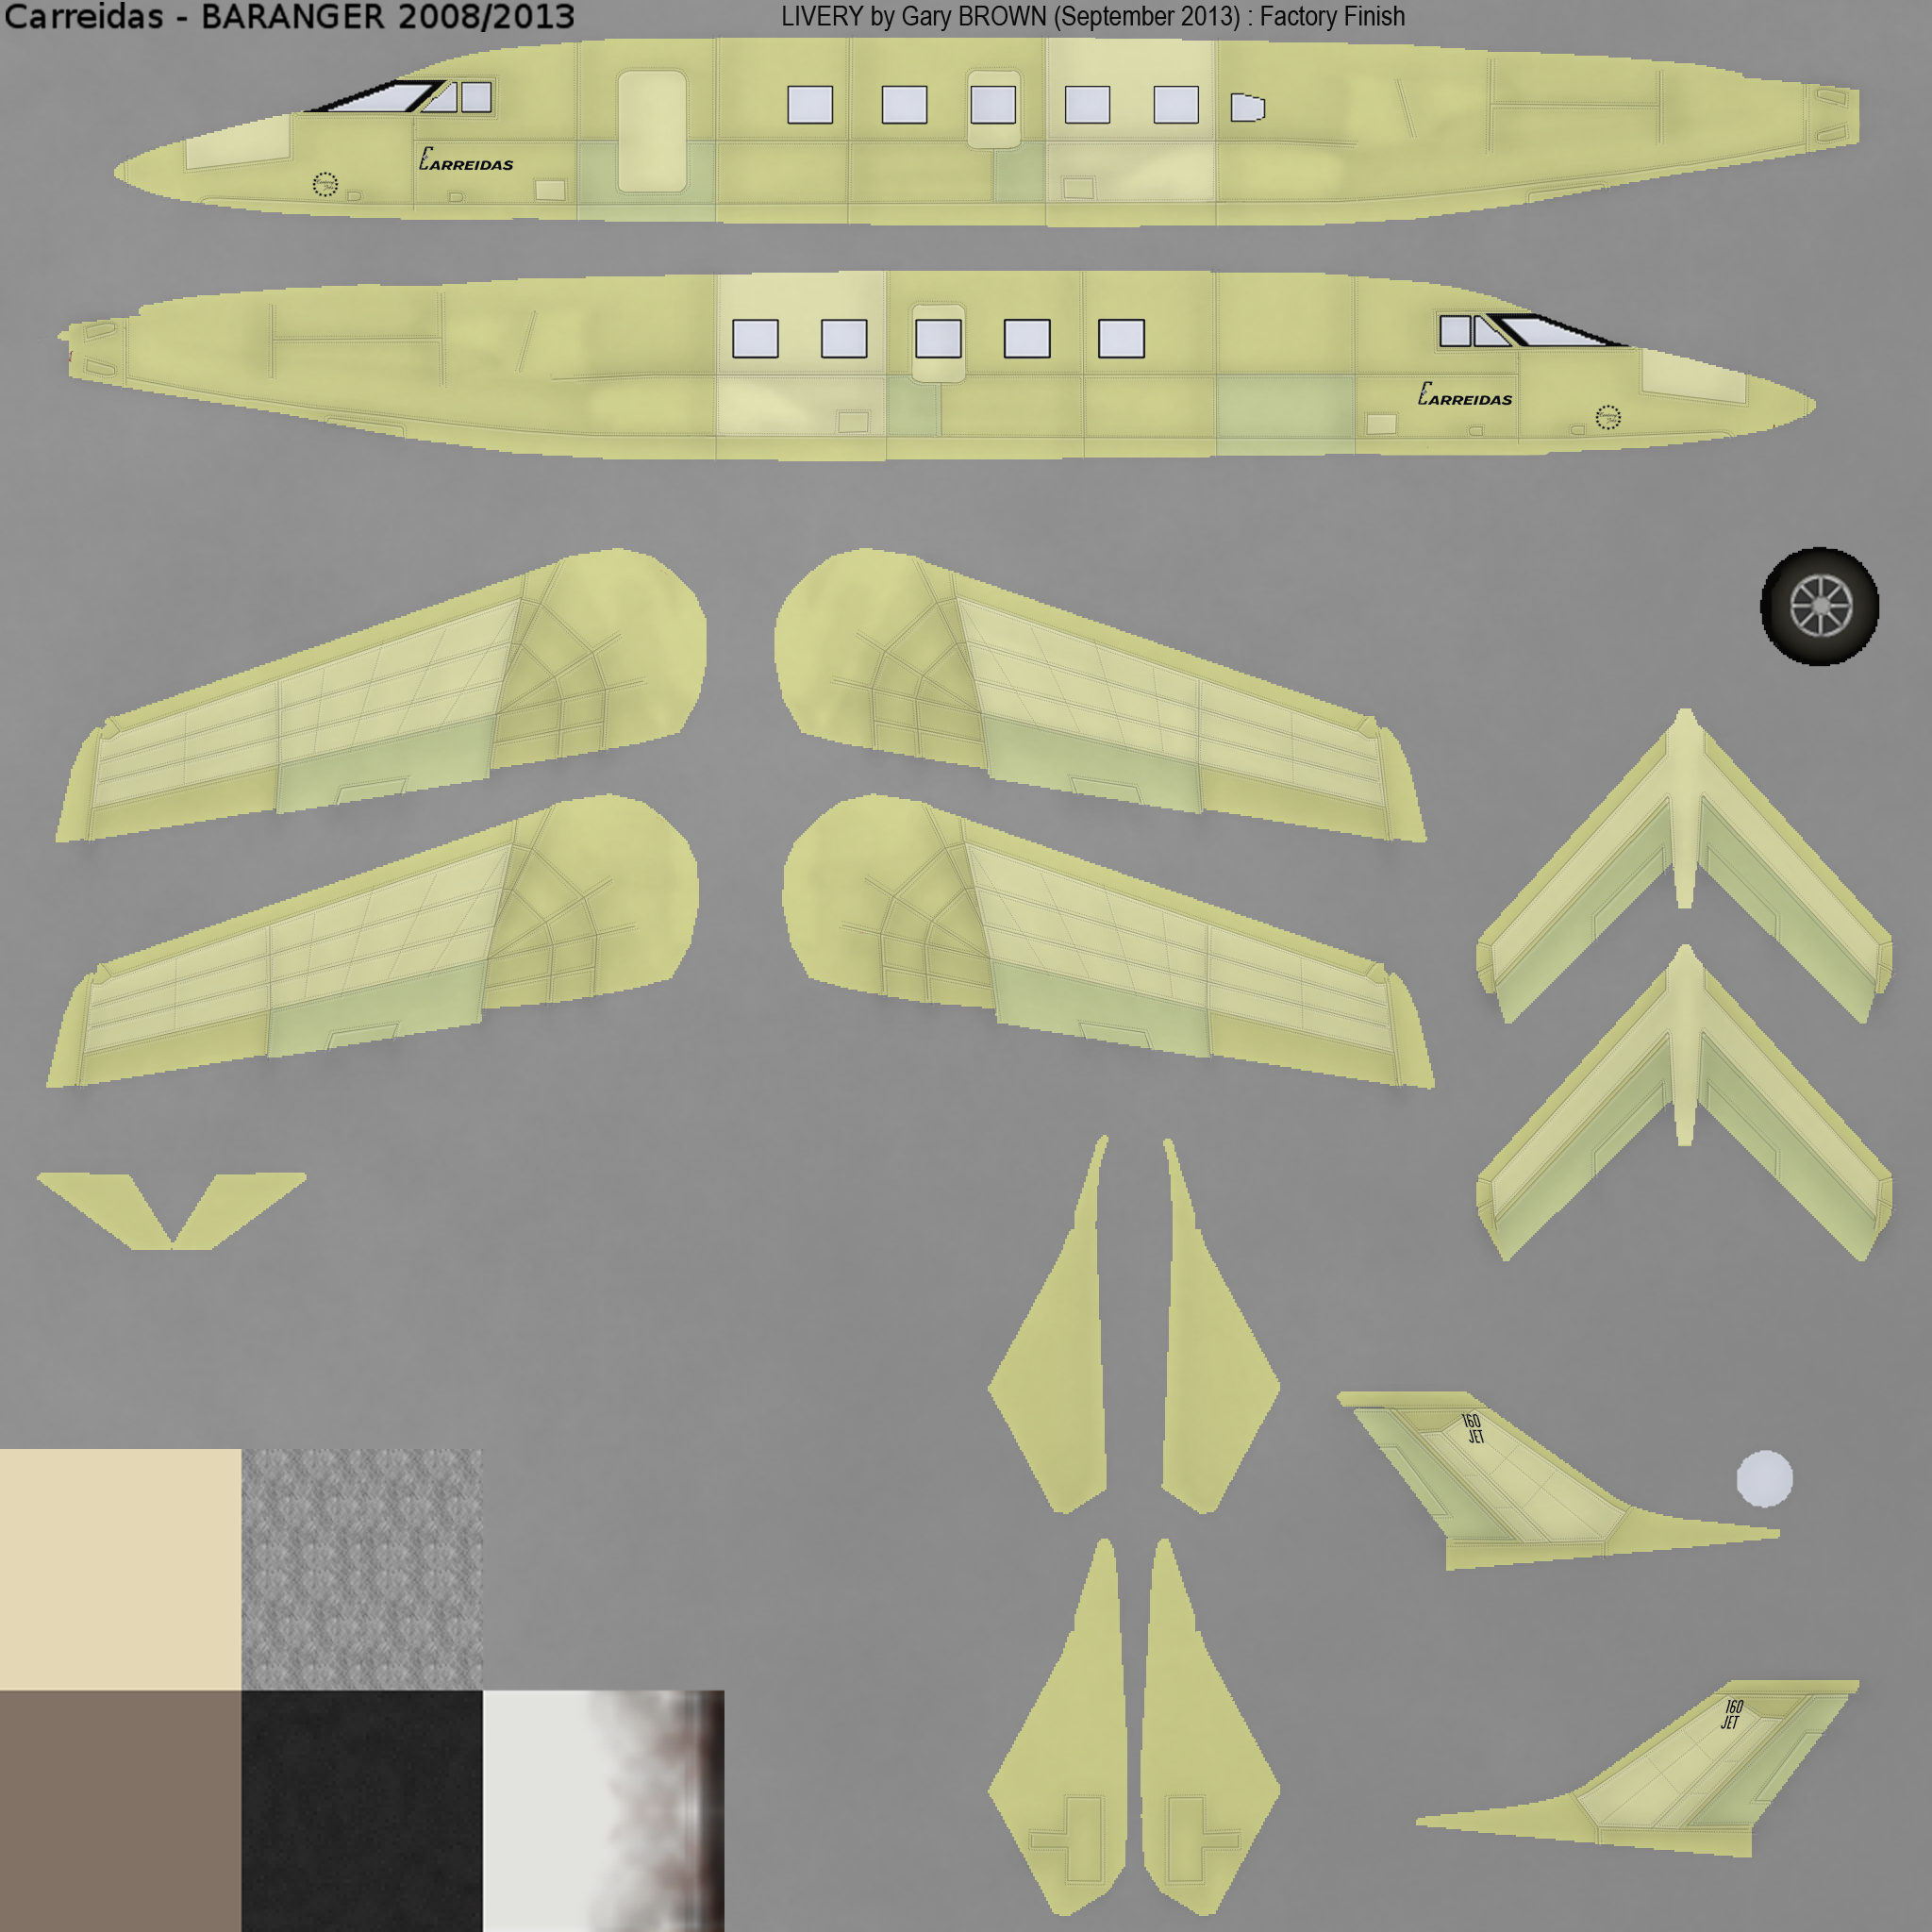 Carreidas - BARANGER 2008/2013
LIVERY by Gary BROWN (September 2013) : Factory Finish
CARREIDAS
CARREIDAS
160
JET
160
JET